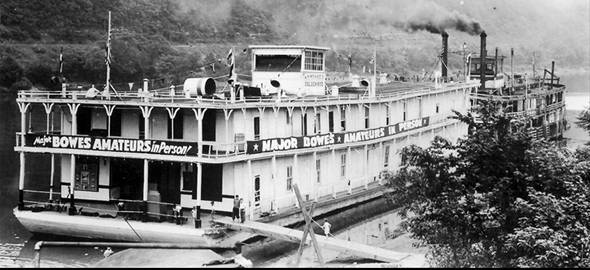 Major BOWES AMATEURS in PERSON!
MAJOR BOWES ★ AMATEURS IN PERSON ★